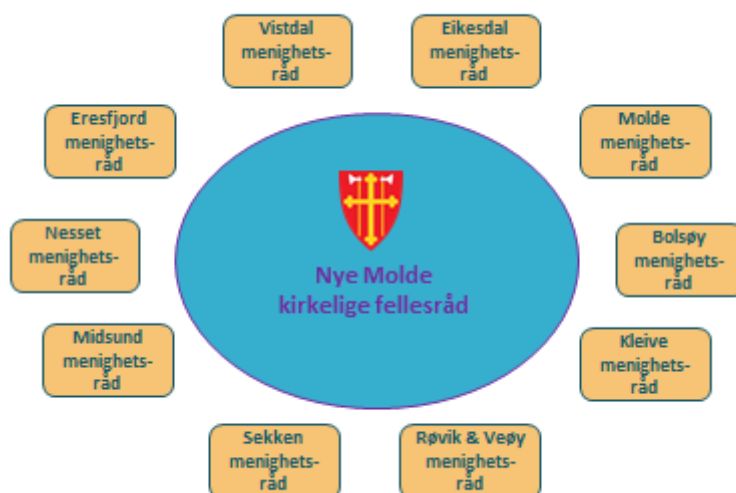 Vistdal
menighets-
råd
Eikesdal
menighets-
råd
Eresfjord
menighets-
råd
Molde
menighets-
råd
Nesset
menighets-
råd
Nye Molde
kirkelige fellesråd
Bolsøy
menighets-
råd
Midsund
menighets-
råd
Kleive
menighets-
råd
Sekken
menighets-
råd
Røvik & Veøy
menighets-
råd